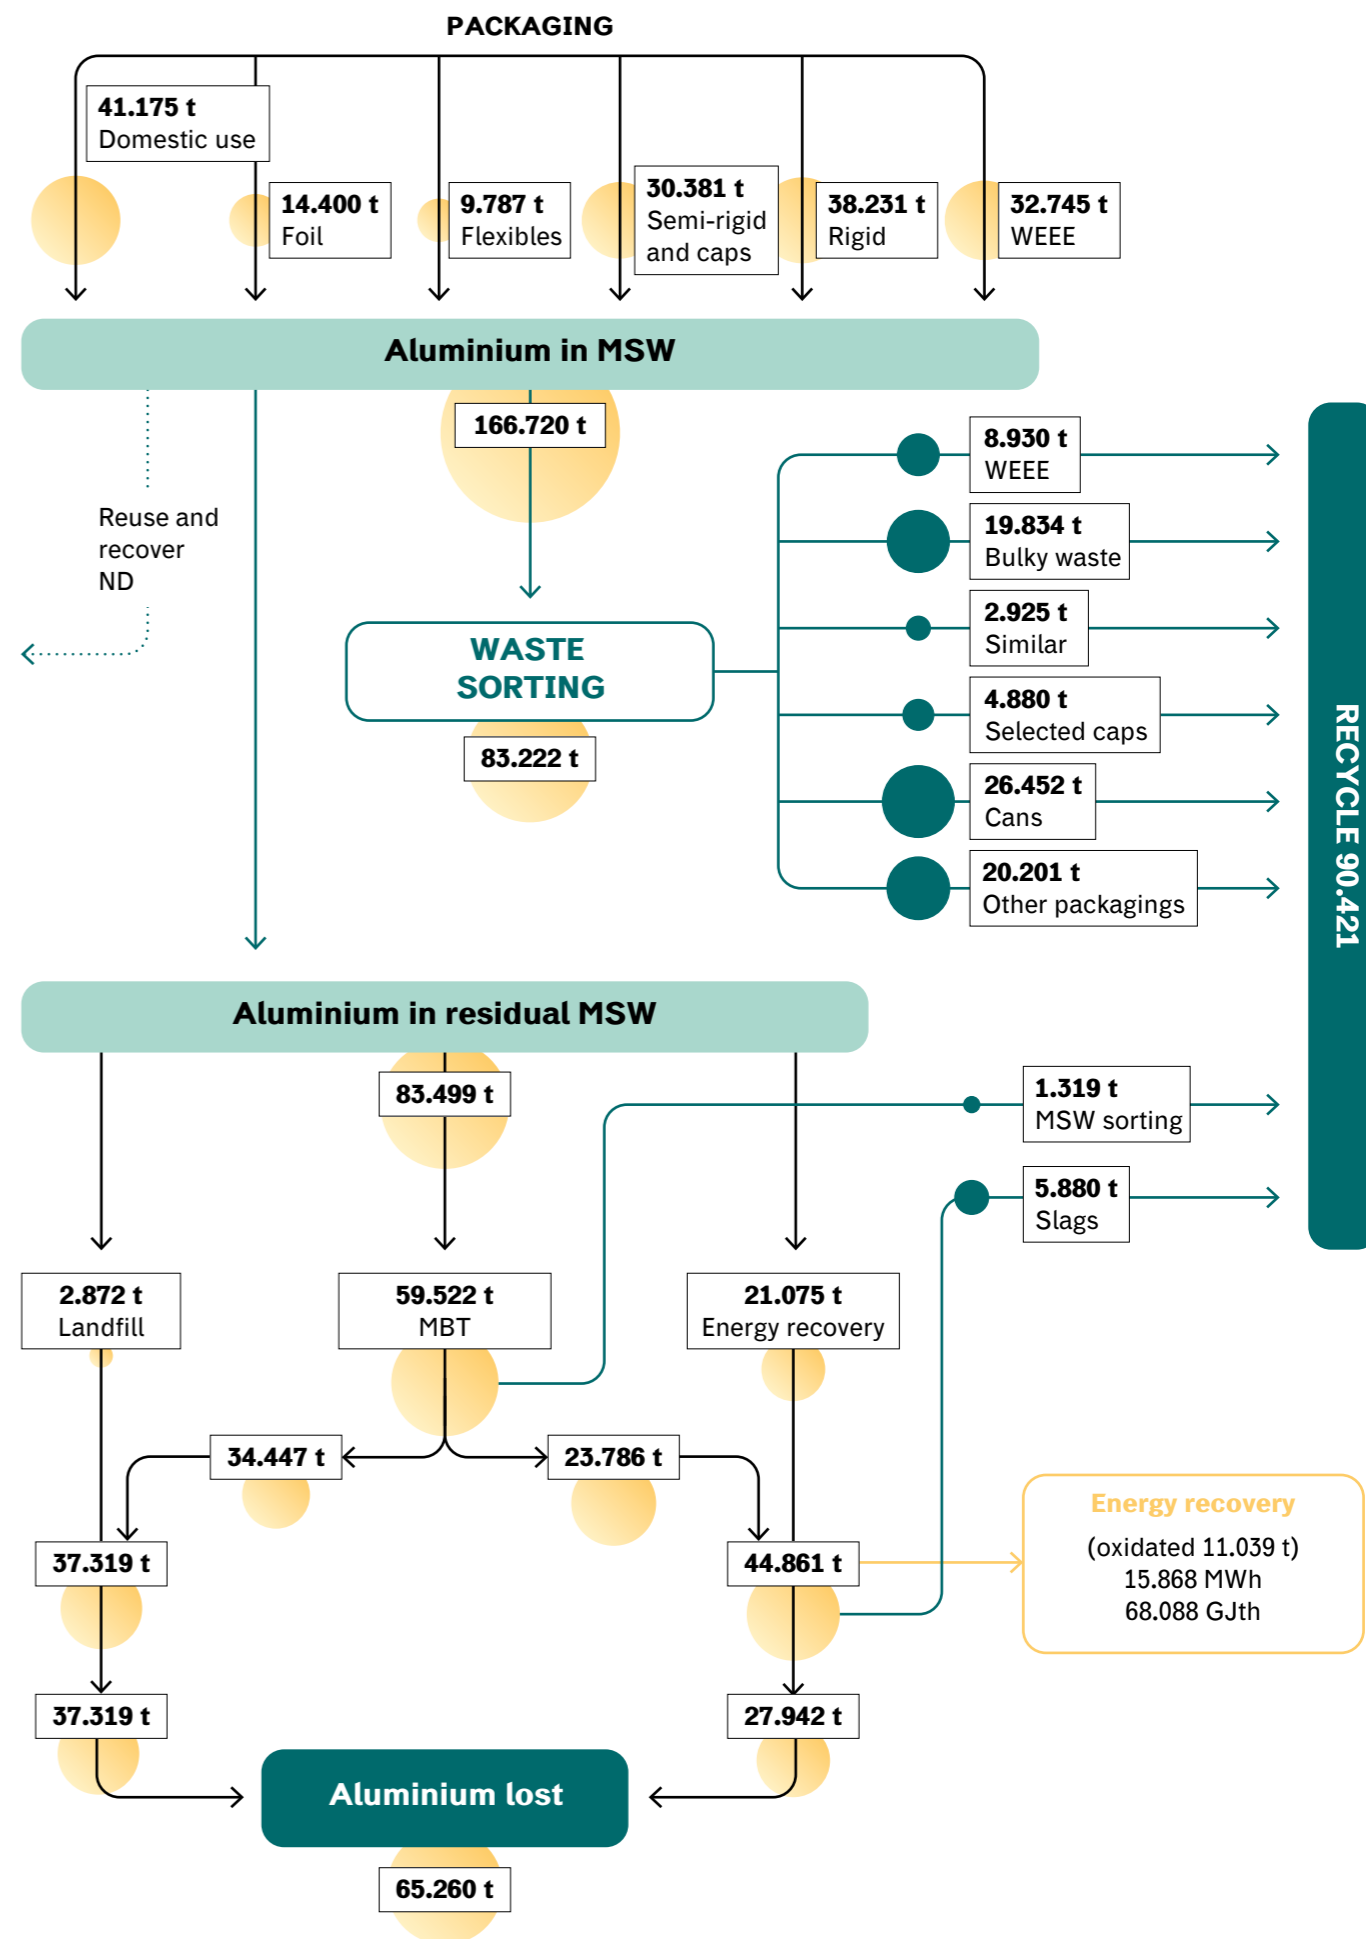 PACKAGING
41.175 t
Domestic use
14.400 t
Foil
9.787 t
Flexibles
30.381 t
Semi-rigid
and caps
38.231 t
Rigid
32.745 t
WEEE
Aluminium in MSW
166.720 t
Reuse and
recover
ND
WASTE
SORTING
83.222 t
8.930 t
WEEE
19.834 t
Bulky waste
2.925 t
Similar
4.880 t
Selected caps
26.452 t
Cans
20.201 t
Other packagings
RECYCLE 90.421
Aluminium in residual MSW
83.499 t
1.319 t
MSW sorting
5.880 t
Slags
2.872 t
Landfill
59.522 t
MBT
21.075 t
Energy recovery
34.447 t
23.786 t
37.319 t
44.861 t
Energy recovery
(oxidated 11.039 t)
15.868 MWh
68.088 GJth
37.319 t
27.942 t
Aluminium lost
65.260 t